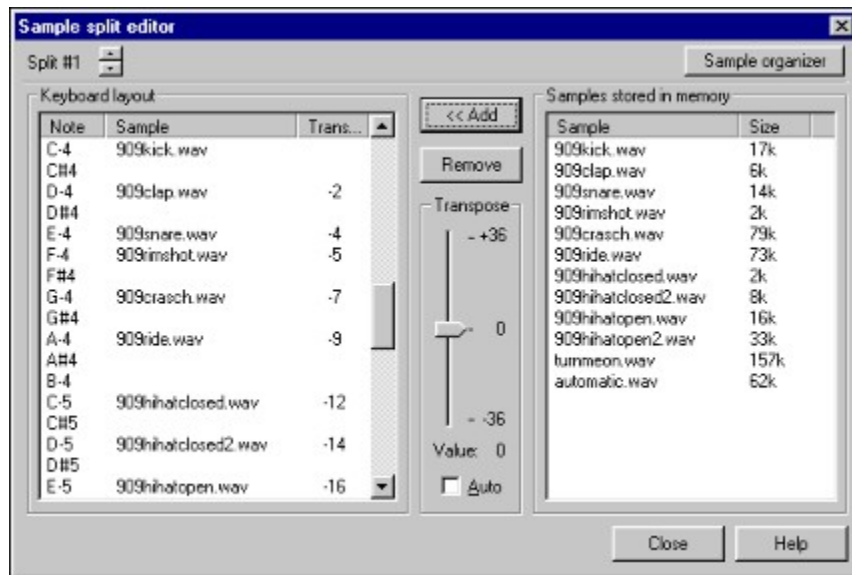 Sample split editor
Split #1
Sample organizer
Keyboard layout
Note Sample Trans...
C-4 909kick.wav
C#4
D-4 909clap.wav -2
D#4
E-4 909snare.wav -4
F-4 909rimshot.wav -5
F#4
G-4 909crasch.wav -7
G#4
A-4 909ride.wav -9
A#4
B-4
C-5 909hihatclosed.wav -12
C#5
D-5 909hihatclosed2.wav -14
D#5
E-5 909hihatopen.wav -16
<< Add
Remove
Transpose
- +36
- 0
- -36
Value: 0
Auto
Samples stored in memory
Sample Size
909kick.wav 17k
909clap.wav 6k
909snare.wav 14k
909rimshot.wav 2k
909crasch.wav 79k
909ride.wav 73k
909hihatclosed.wav 2k
909hihatclosed2.wav 8k
909hihatopen.wav 16k
909hihatopen2.wav 33k
turnmeon.wav 157k
automatic.wav 62k
Close
Help